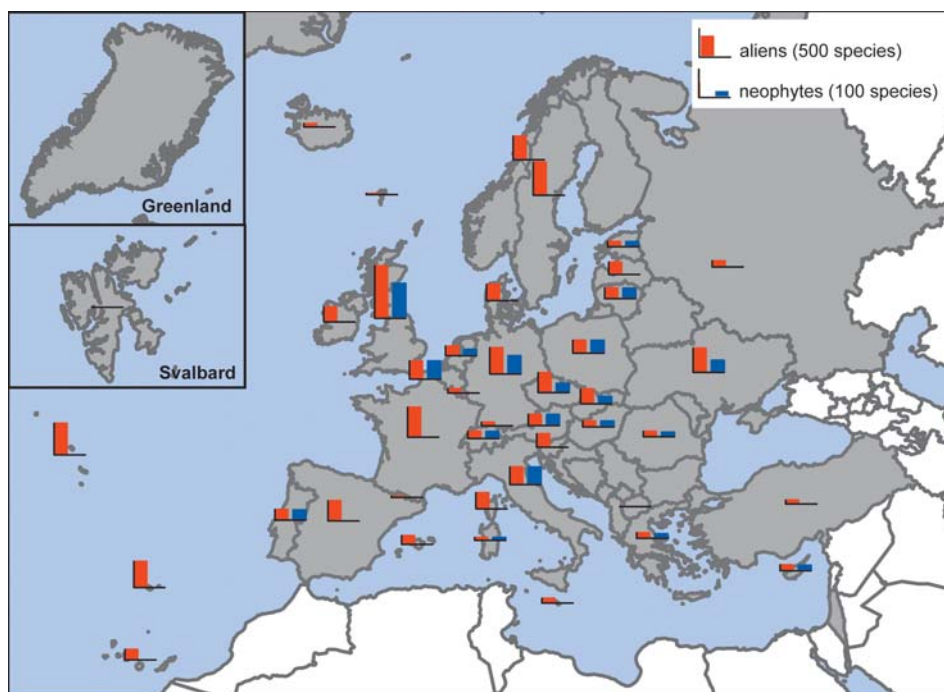 aliens (500 species)
neophytes (100 species)
Greenland
Svalbard